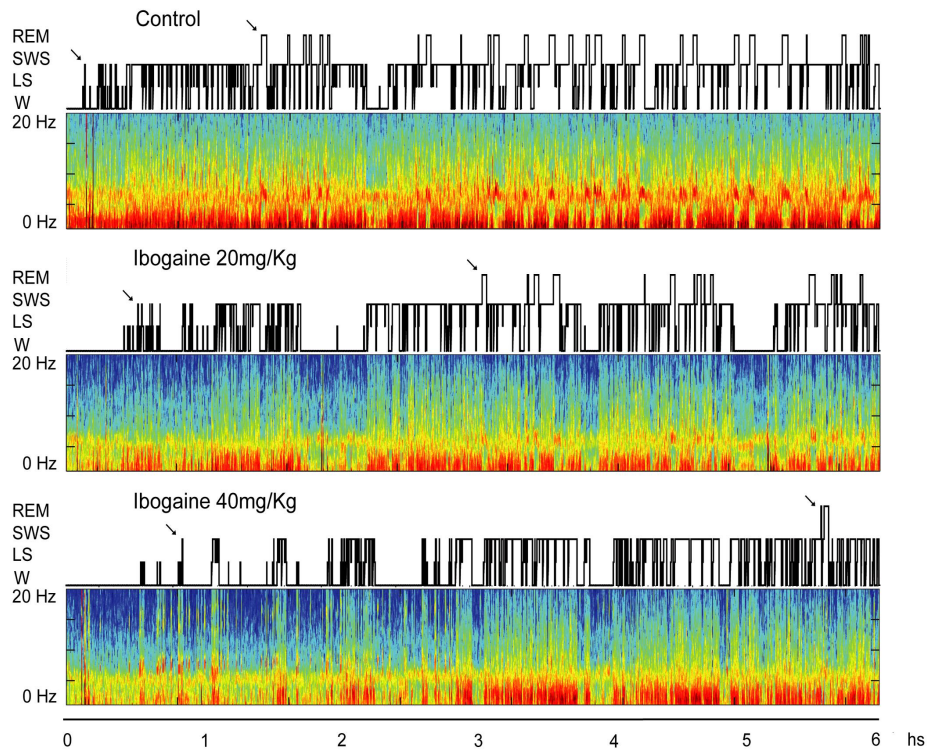 Control
REM
SWS
LS
W
20 Hz
0 Hz
Ibogaine 20mg/Kg
REM
SWS
LS
W
20 Hz
0 Hz
Ibogaine 40mg/Kg
REM
SWS
LS
W
20 Hz
0 Hz
0 1 2 3 4 5 6 hs